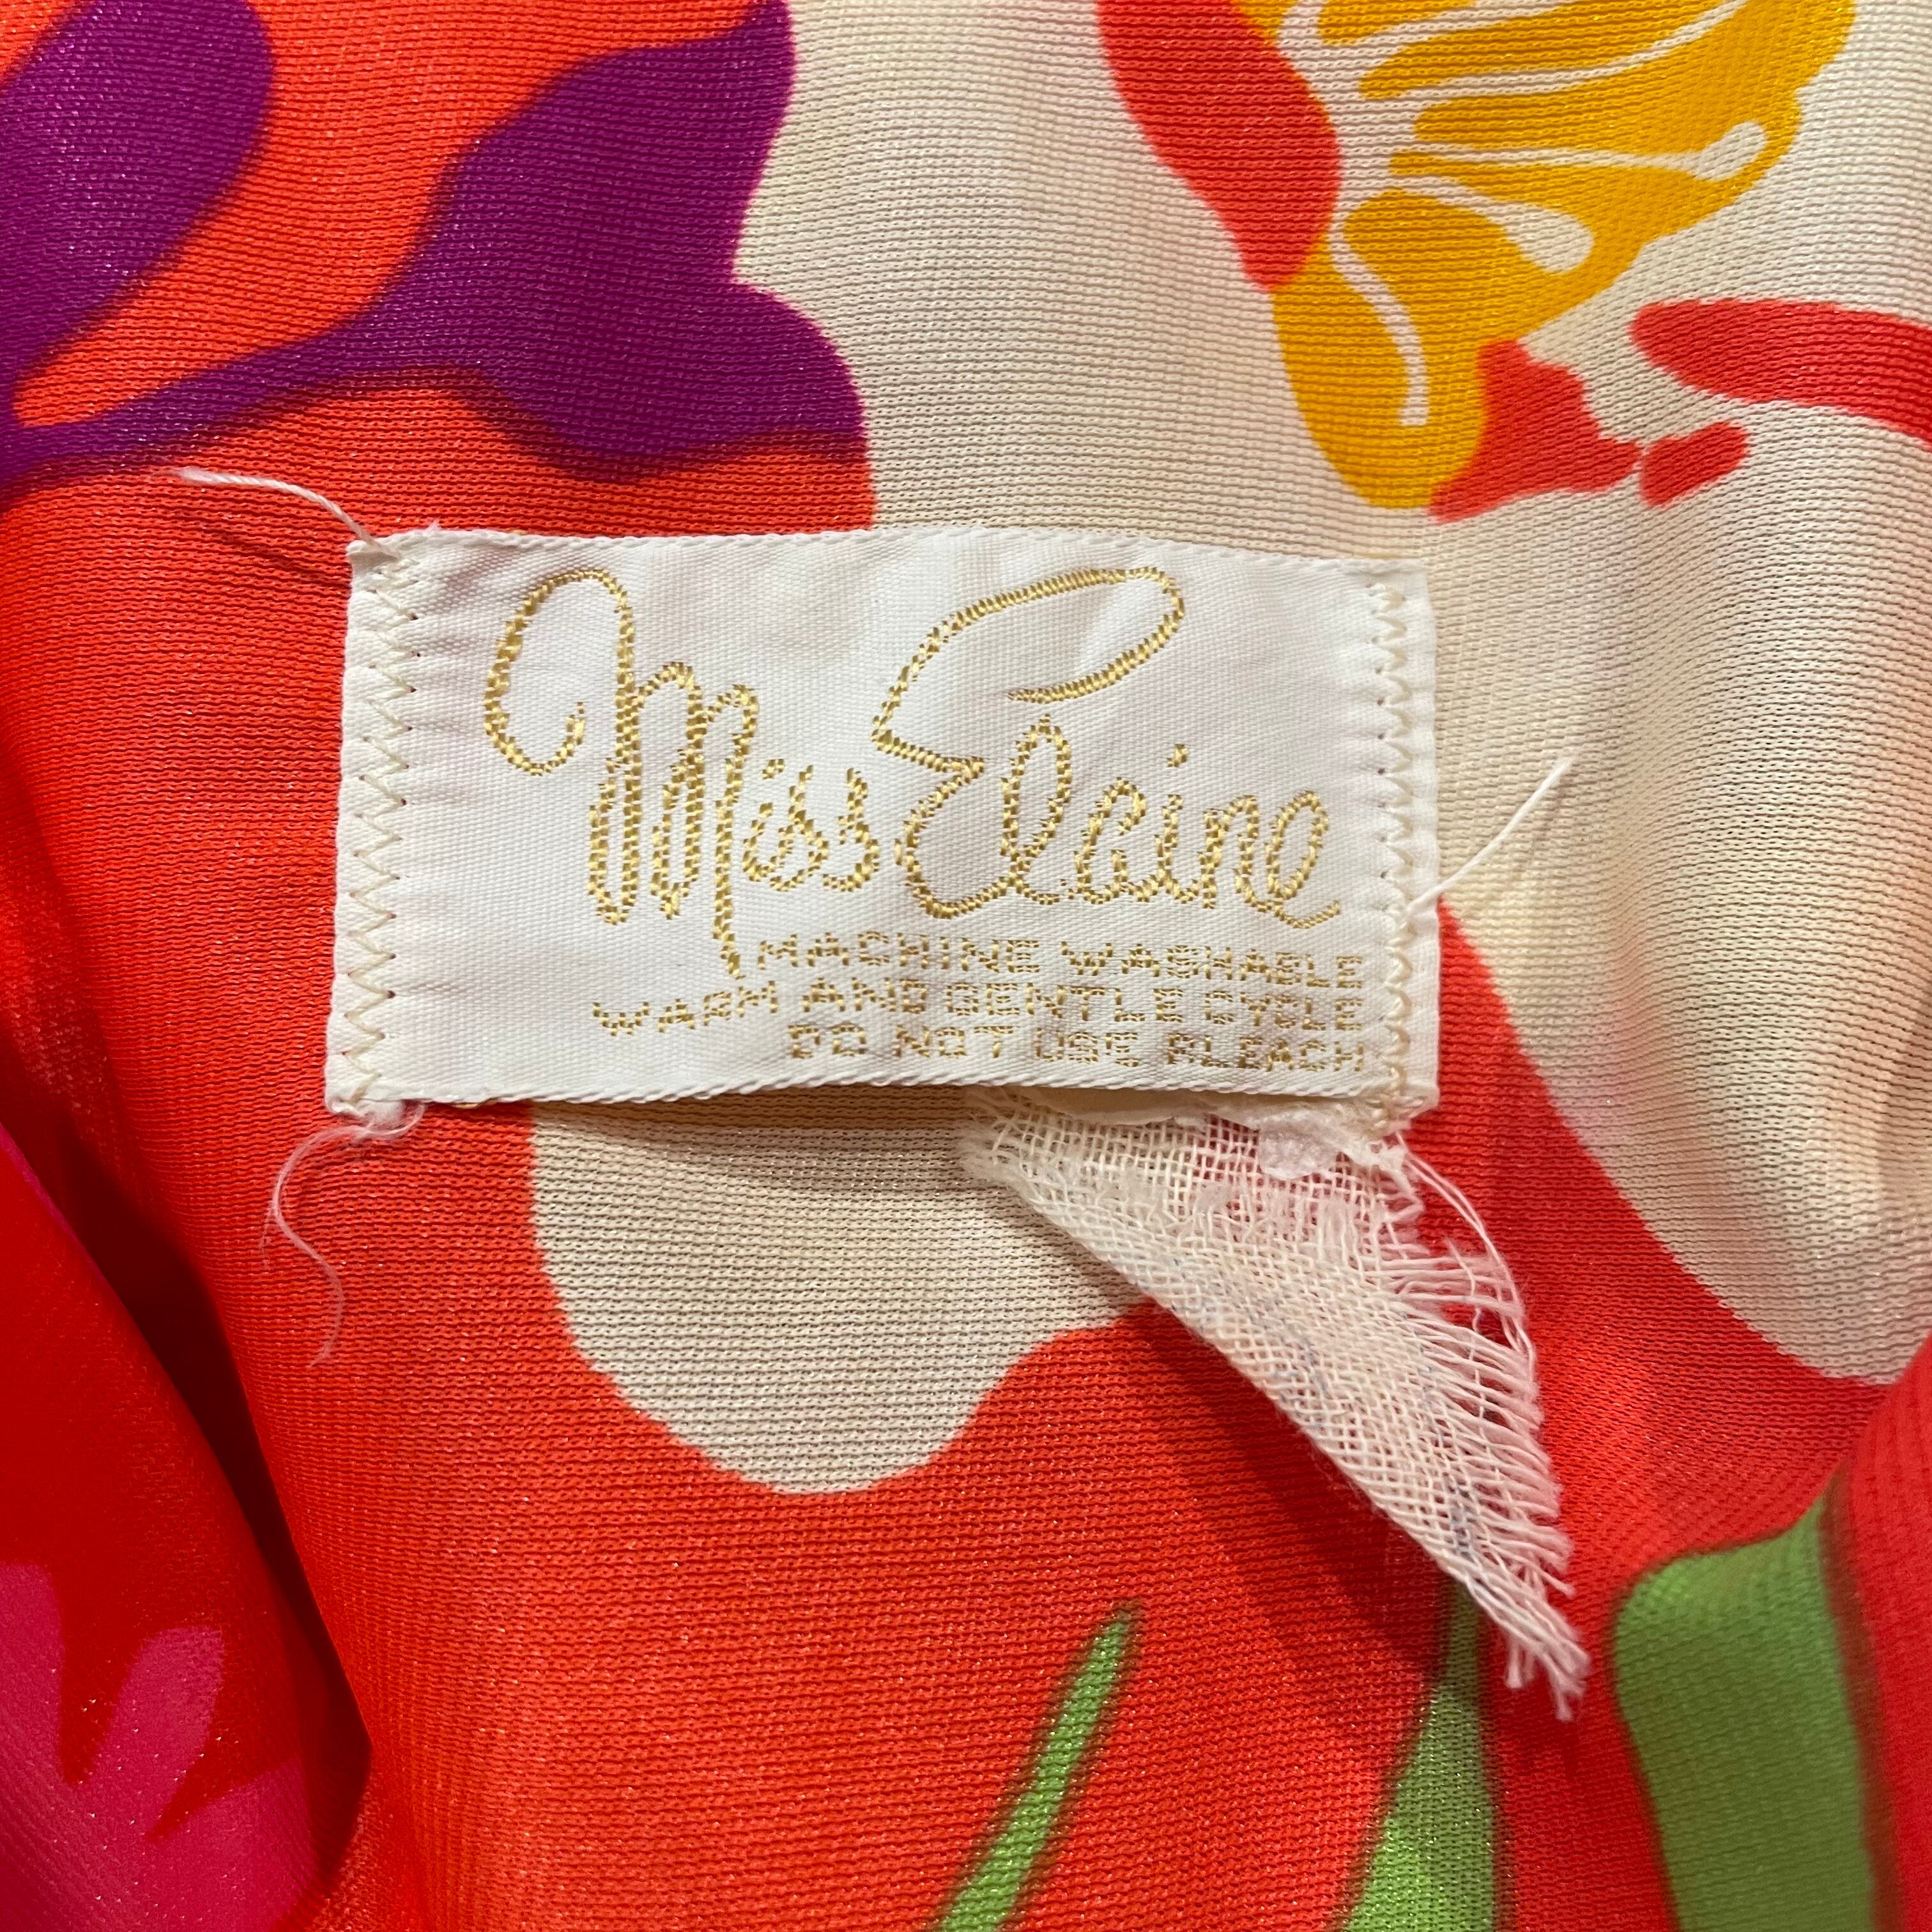 Miss Elaine
MACHINE WASHABLE
WARM AND GENTLE CYCLE
DO NOT USE BLEACH